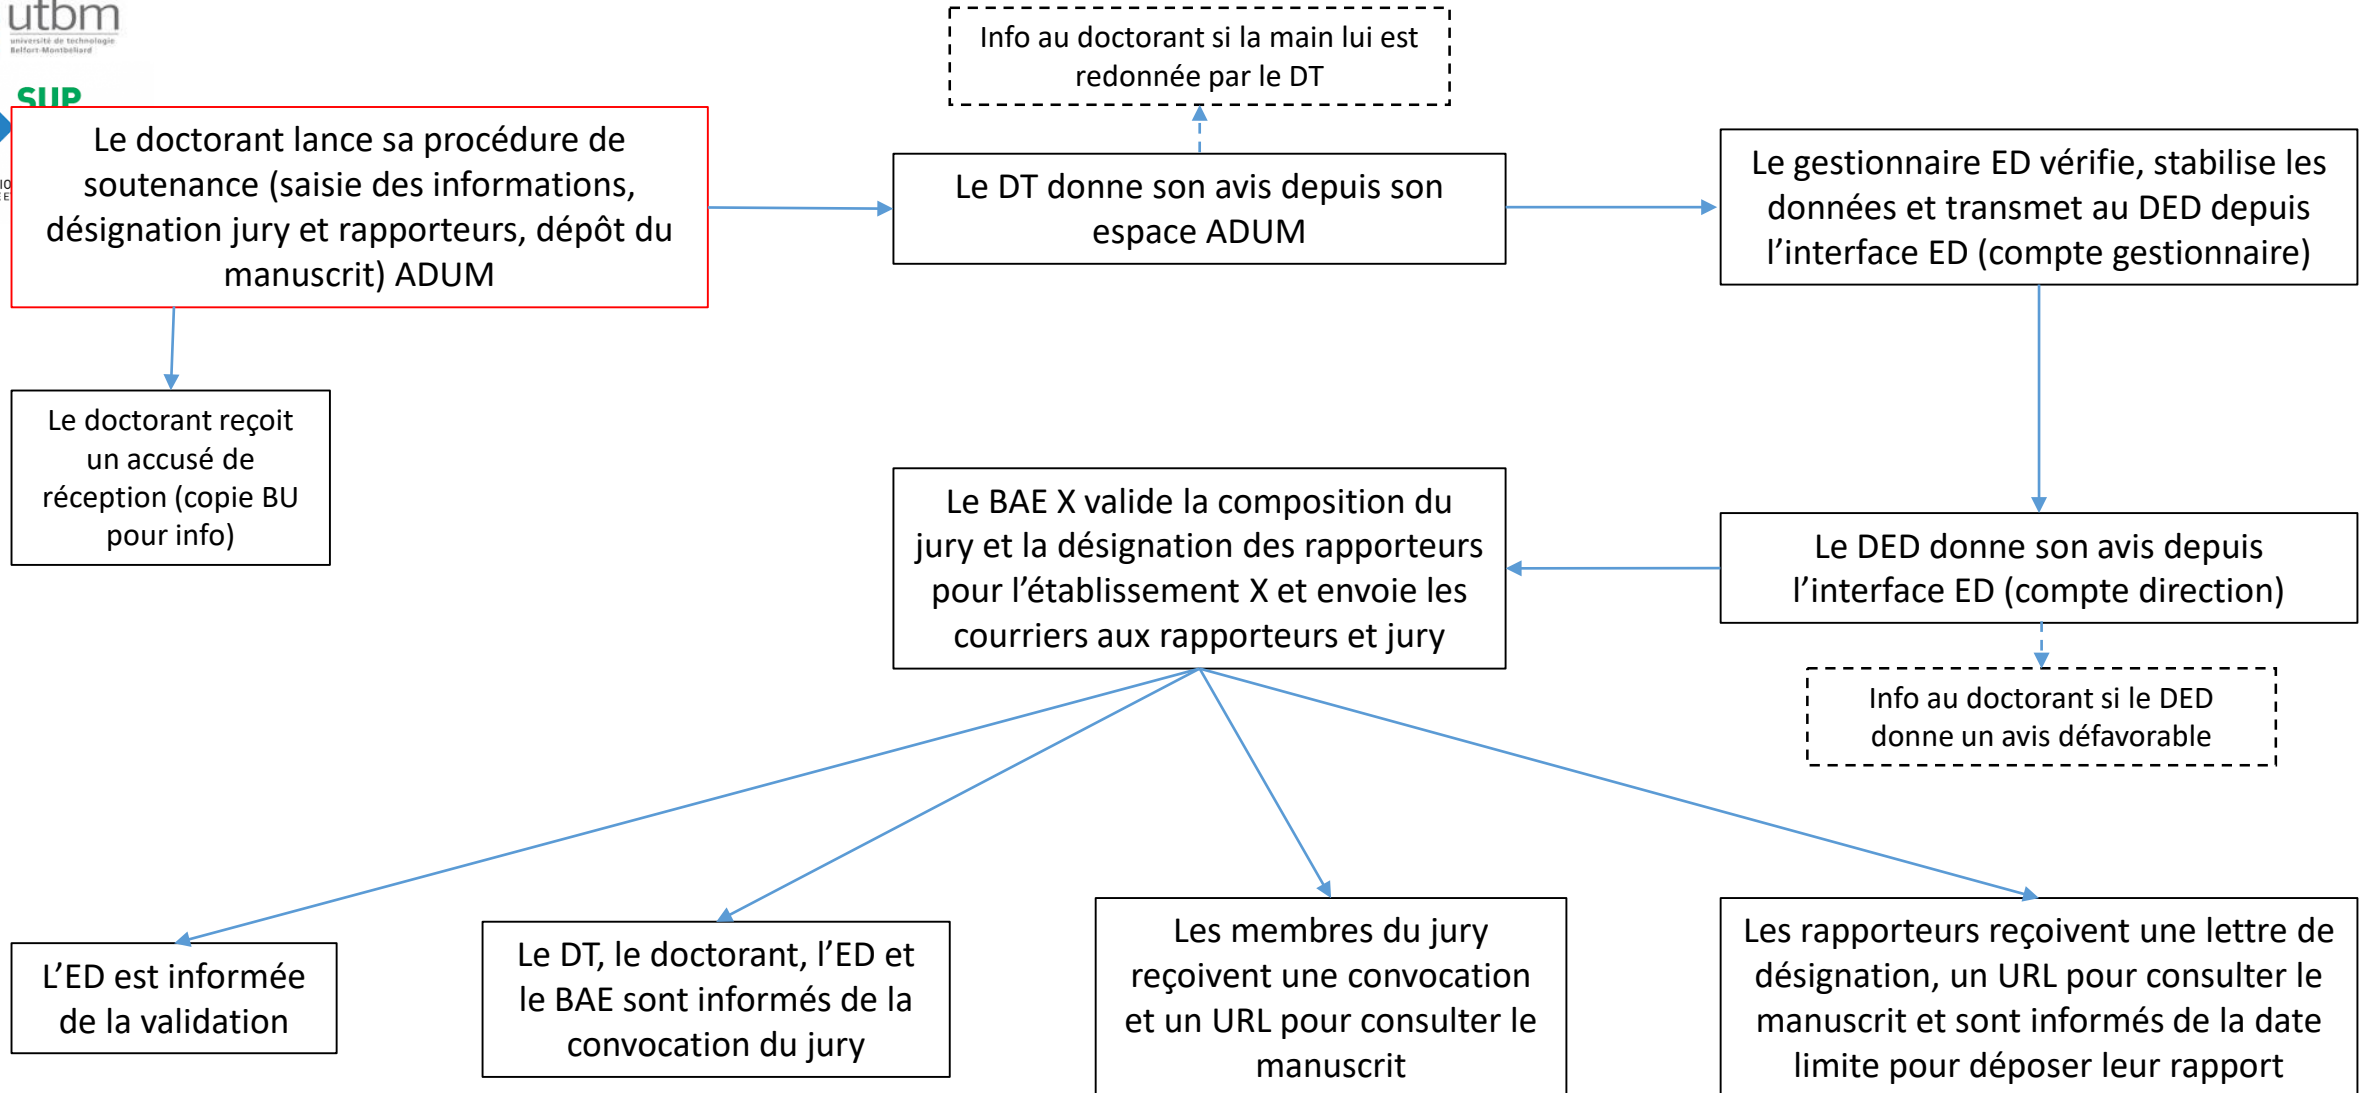 utbm
université de technologie
Belfort-Montbéliard
SUP
Info au doctorant si la main lui est
redonnée par le DT
Le doctorant lance sa procédure de
soutenance (saisie des informations,
désignation jury et rapporteurs, dépôt du
manuscrit) ADUM
Le DT donne son avis depuis son
espace ADUM
Le gestionnaire ED vérifie, stabilise les
données et transmet au DED depuis
l’interface ED (compte gestionnaire)
Le doctorant reçoit
un accusé de
réception (copie BU
pour info)
Le BAE X valide la composition du
jury et la désignation des rapporteurs
pour l’établissement X et envoie les
courriers aux rapporteurs et jury
Le DED donne son avis depuis
l’interface ED (compte direction)
Info au doctorant si le DED
donne un avis défavorable
L’ED est informée
de la validation
Le DT, le doctorant, l’ED et
le BAE sont informés de la
convocation du jury
Les membres du jury
reçoivent une convocation
et un URL pour consulter le
manuscrit
Les rapporteurs reçoivent une lettre de
désignation, un URL pour consulter le
manuscrit et sont informés de la date
limite pour déposer leur rapport